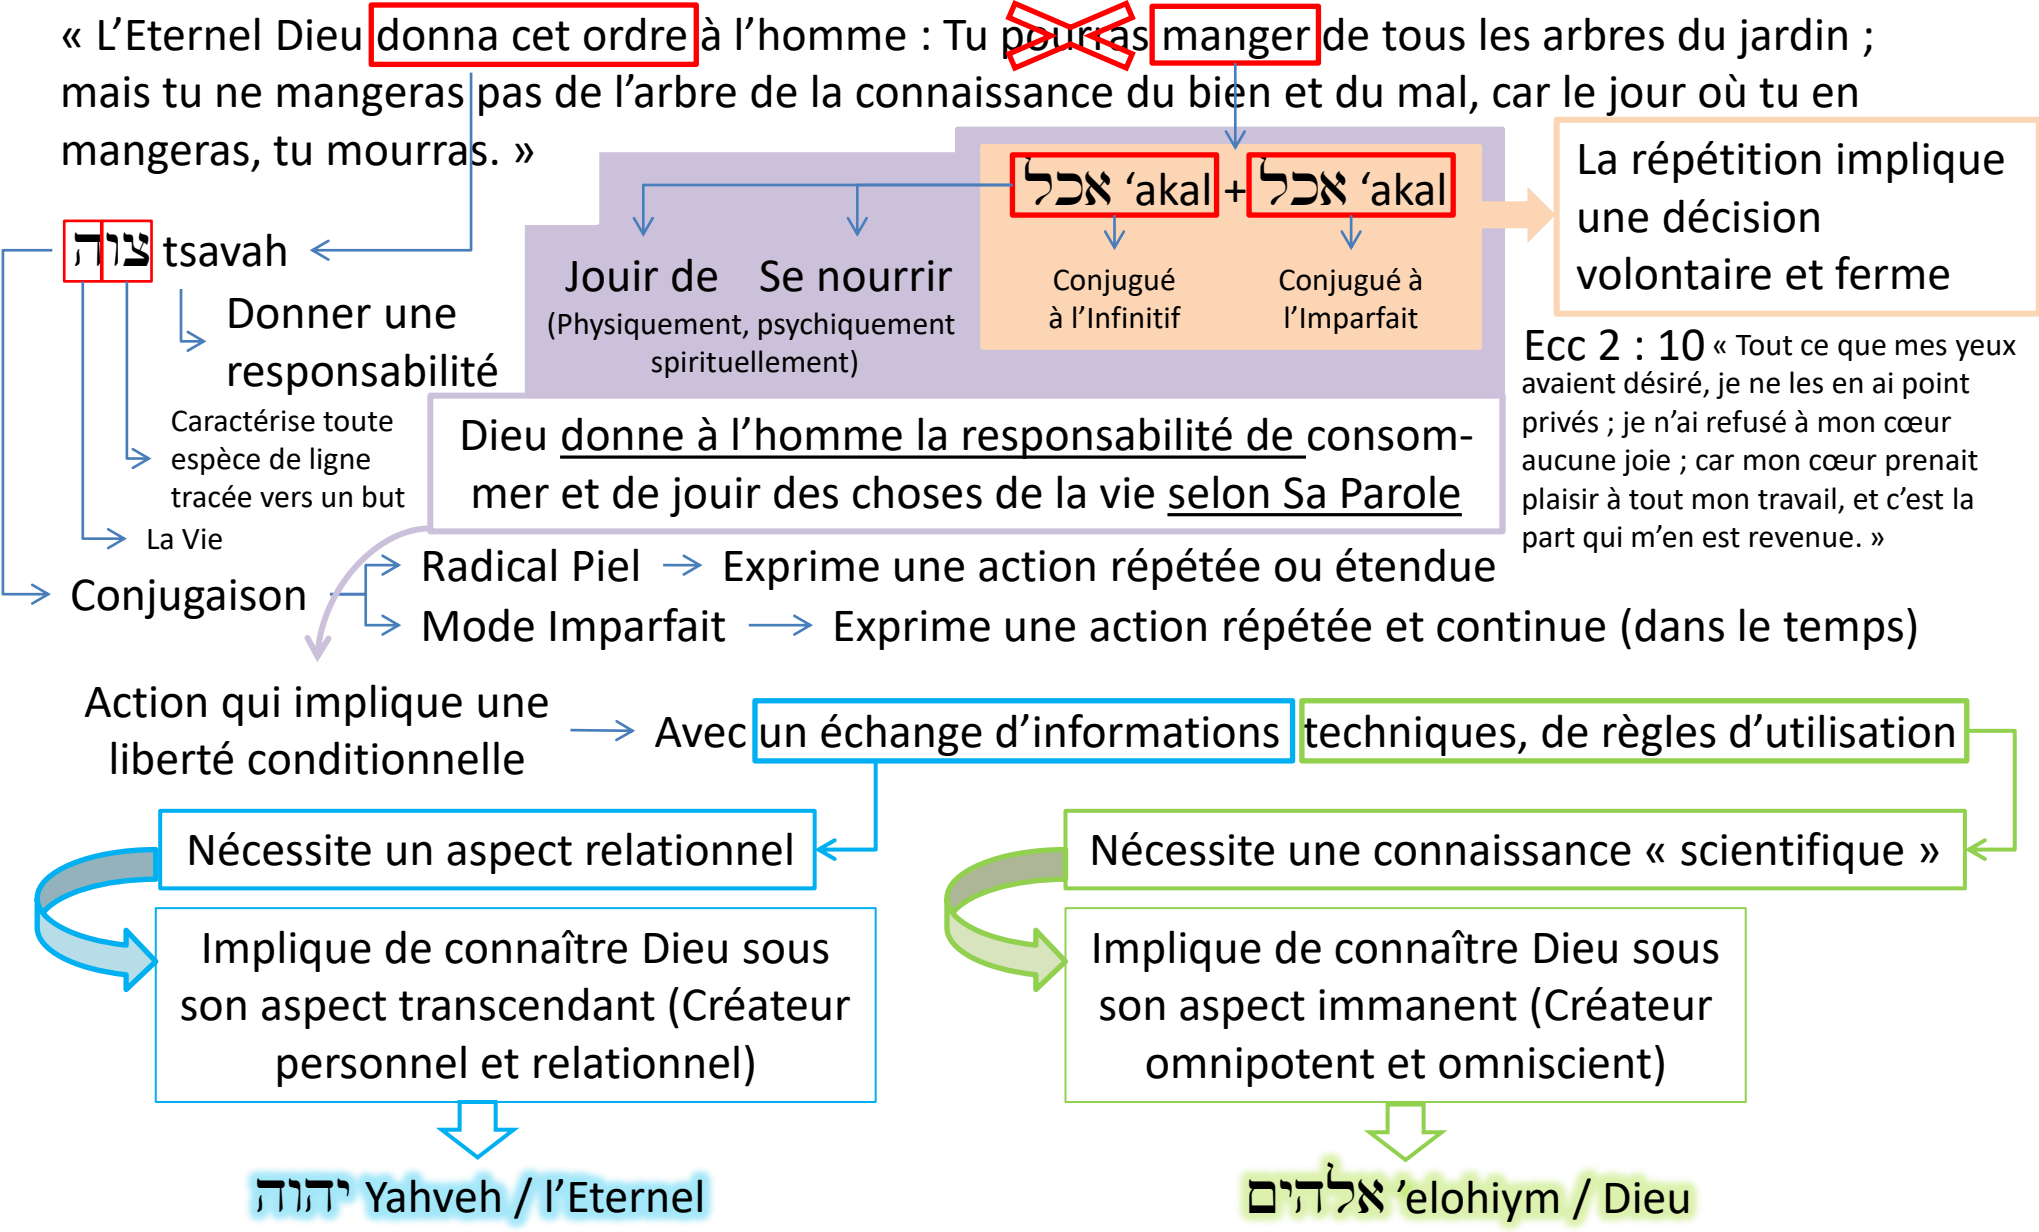 « L’Eternel Dieu donna cet ordre à l’homme : Tu pourras manger de tous les arbres du jardin ;
mais tu ne mangeras pas de l’arbre de la connaissance du bien et du mal, car le jour où tu en
mangeras, tu mourras. »
אכל ‘akal + אכל ‘akal
La répétition implique
une décision
volontaire et ferme
צוה tsavah
Jouir de Se nourrir
(Physiquement, psychiquement
spirituellement)
Conjugué
à l’Infinitif
Conjugué à
l’Imparfait
Donner une
responsabilité
Ecc 2 : 10 « Tout ce que mes yeux
avaient désiré, je ne les en ai point
privés ; je n’ai refusé à mon cœur
aucune joie ; car mon cœur prenait
plaisir à tout mon travail, et c’est la
part qui m’en est revenue. »
Caractérise toute
espèce de ligne
tracée vers un but
Dieu donne à l’homme la responsabilité de consom-
mer et de jouir des choses de la vie selon Sa Parole
La Vie
Conjugaison
Radical Piel
Exprime une action répétée ou étendue
Mode Imparfait
Exprime une action répétée et continue (dans le temps)
Action qui implique une
liberté conditionnelle
Avec un échange d’informations techniques, de règles d’utilisation
Nécessite un aspect relationnel
Nécessite une connaissance « scientifique »
Implique de connaître Dieu sous
son aspect transcendant (Créateur
personnel et relationnel)
Implique de connaître Dieu sous
son aspect immanent (Créateur
omnipotent et omniscient)
יהוה Yahveh / l’Eternel
אלהים ’elohiym / Dieu